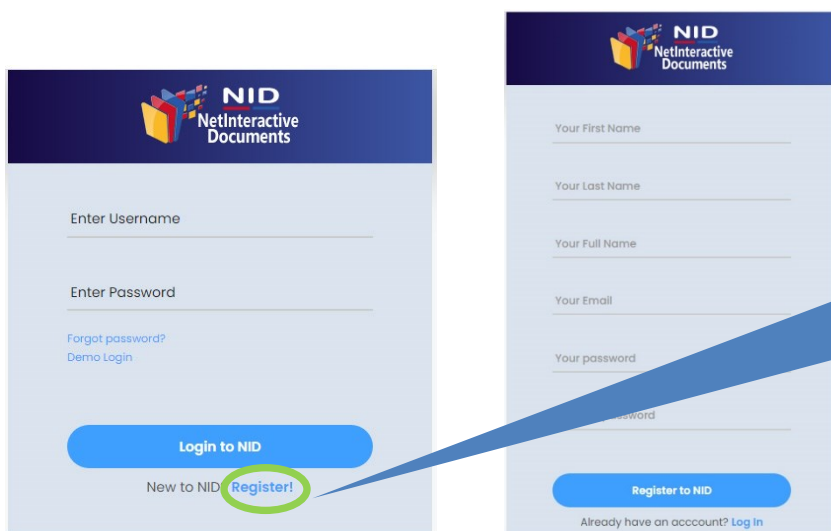 NID
NetInteractive
Documents
Enter Username
Enter Password
Forgot password?
Demo Login
Login to NID
New to NID Register!
NID
NetInteractive
Documents
Your First Name
Your Last Name
Your Full Name
Your Email
Your password
Register to NID
Already have an acccount? Log In